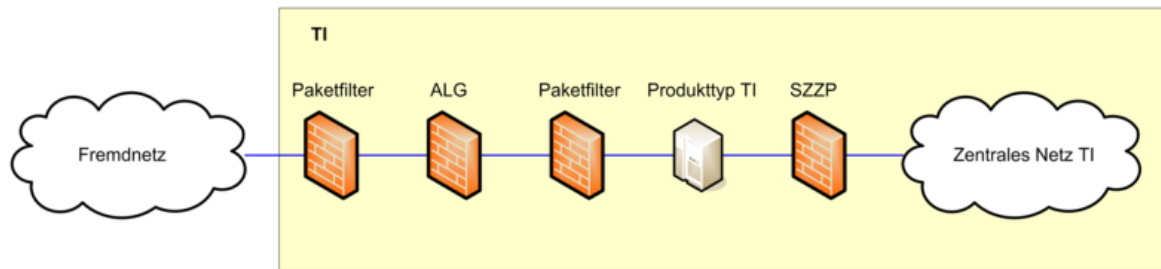 TI
Paketfilter
ALG
Paketfilter
Produkttyp TI
SZZP
Fremdnetz
Zentrales Netz TI